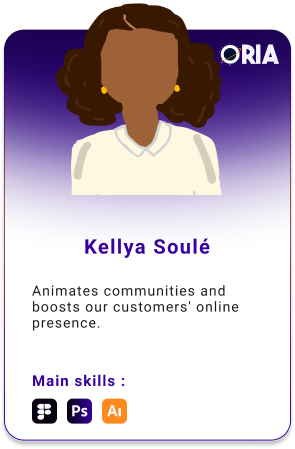 ORIA
Kellya Soulé
Animates communities and
boosts our customers' online
presence.
Main skills :
Ps Ai